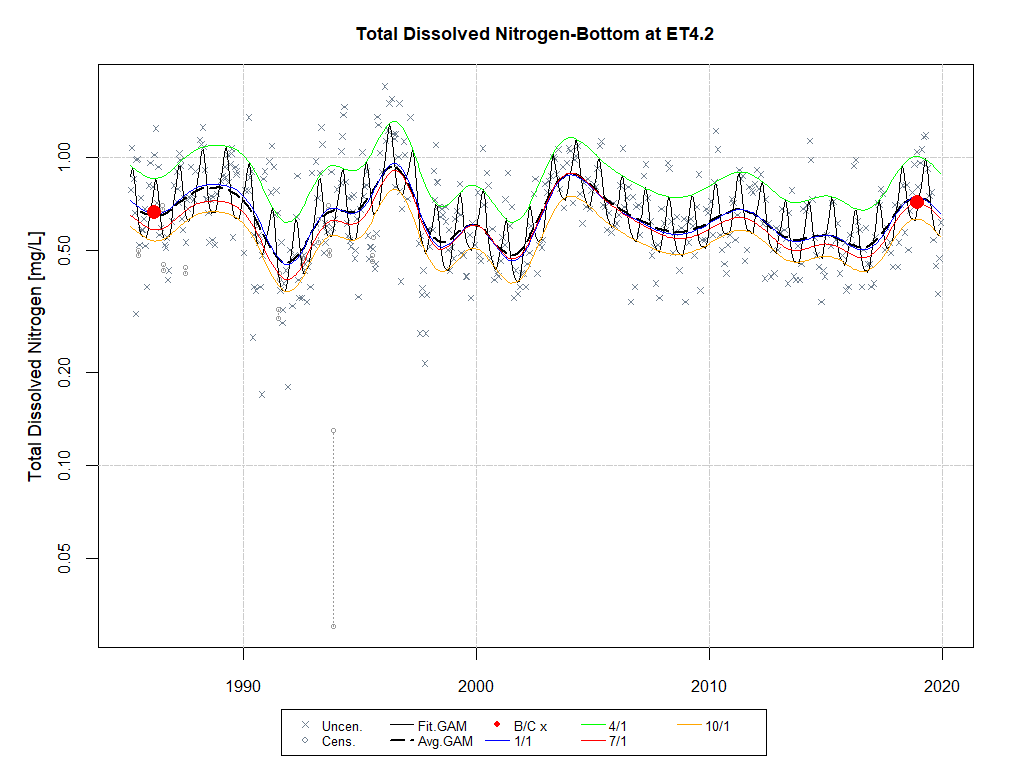 Total Dissolved Nitrogen-Bottom at ET4.2
Total Dissolved Nitrogen [mg/L]
1.00
0.50
0.20
0.10
0.05
1990 2000 2010 2020
Uncen. Fit.GAM B/C x 4/1 10/1
Cens. Avg.GAM 1/1 7/1